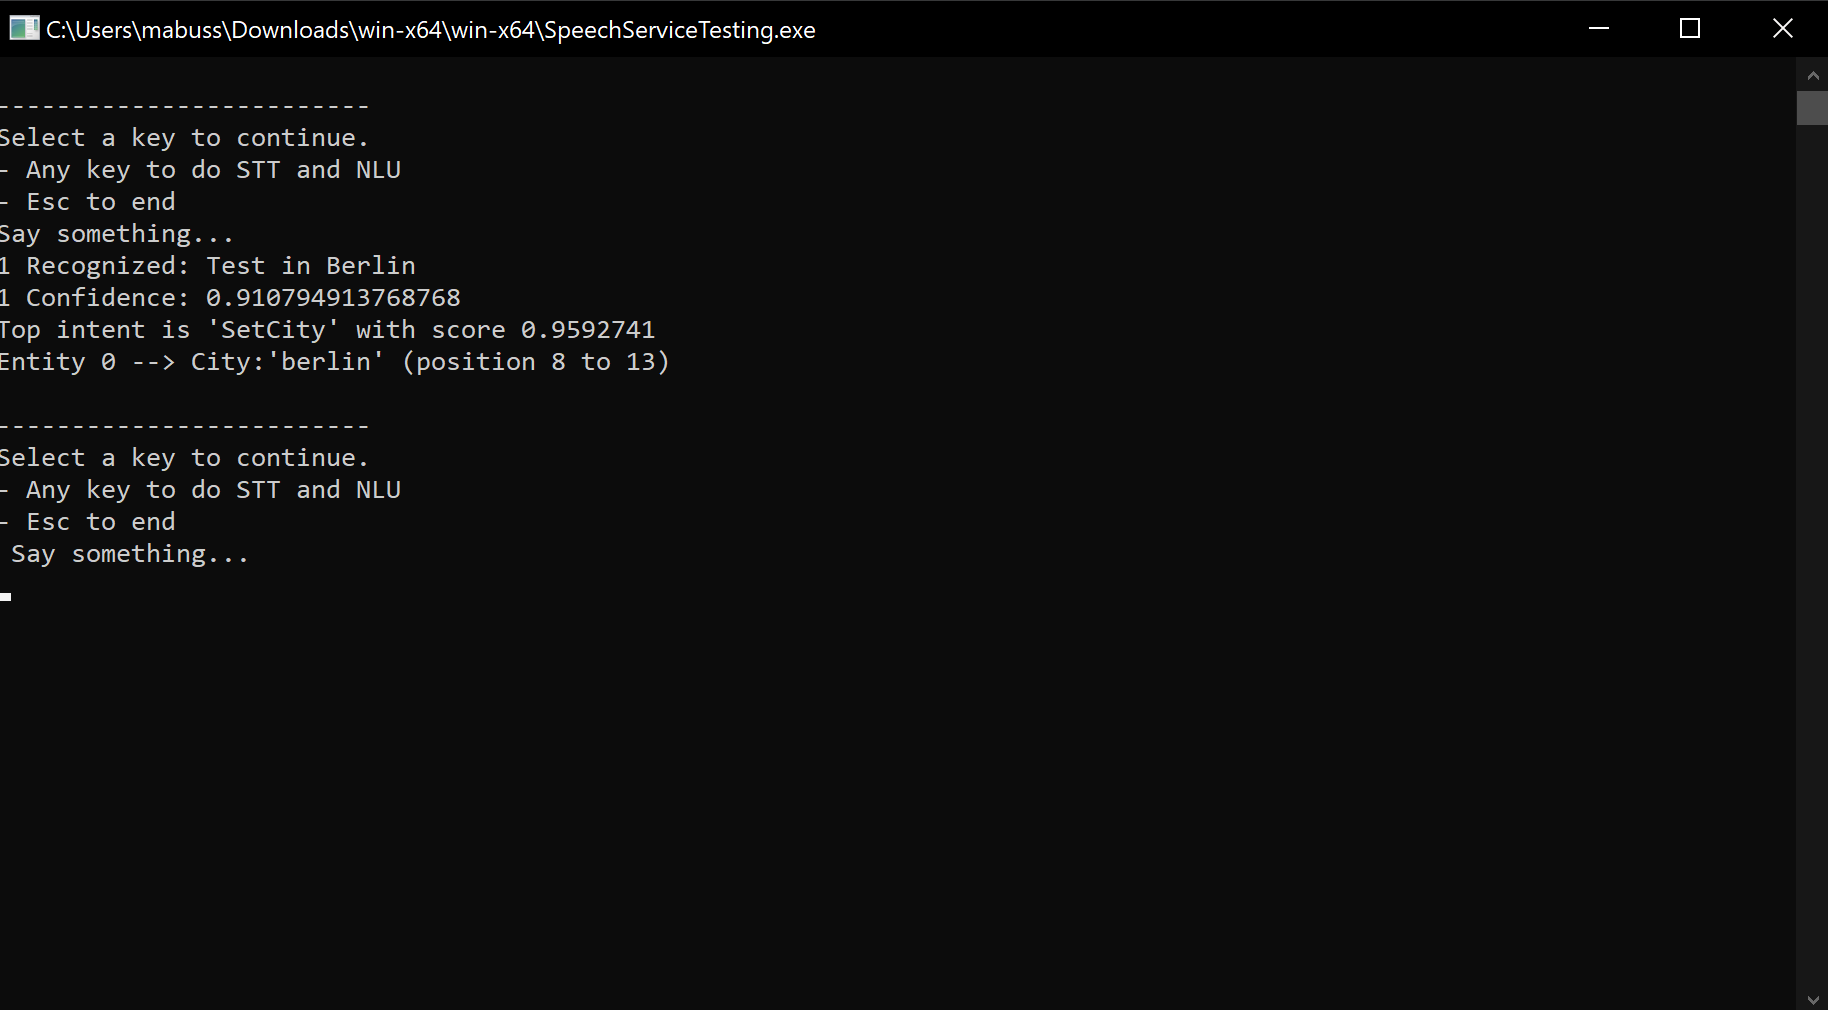 C:\Users\mabuss\Downloads\win-x64\win-x64\SpeechServiceTesting.exe
-------------------------
Select a key to continue.
- Any key to do STT and NLU
- Esc to end
Say something...
1 Recognized: Test in Berlin
1 Confidence: 0.910794913768768
Top intent is 'SetCity' with score 0.9592741
Entity 0 --> City:'berlin' (position 8 to 13)
-------------------------
Select a key to continue.
- Any key to do STT and NLU
- Esc to end
 Say something...